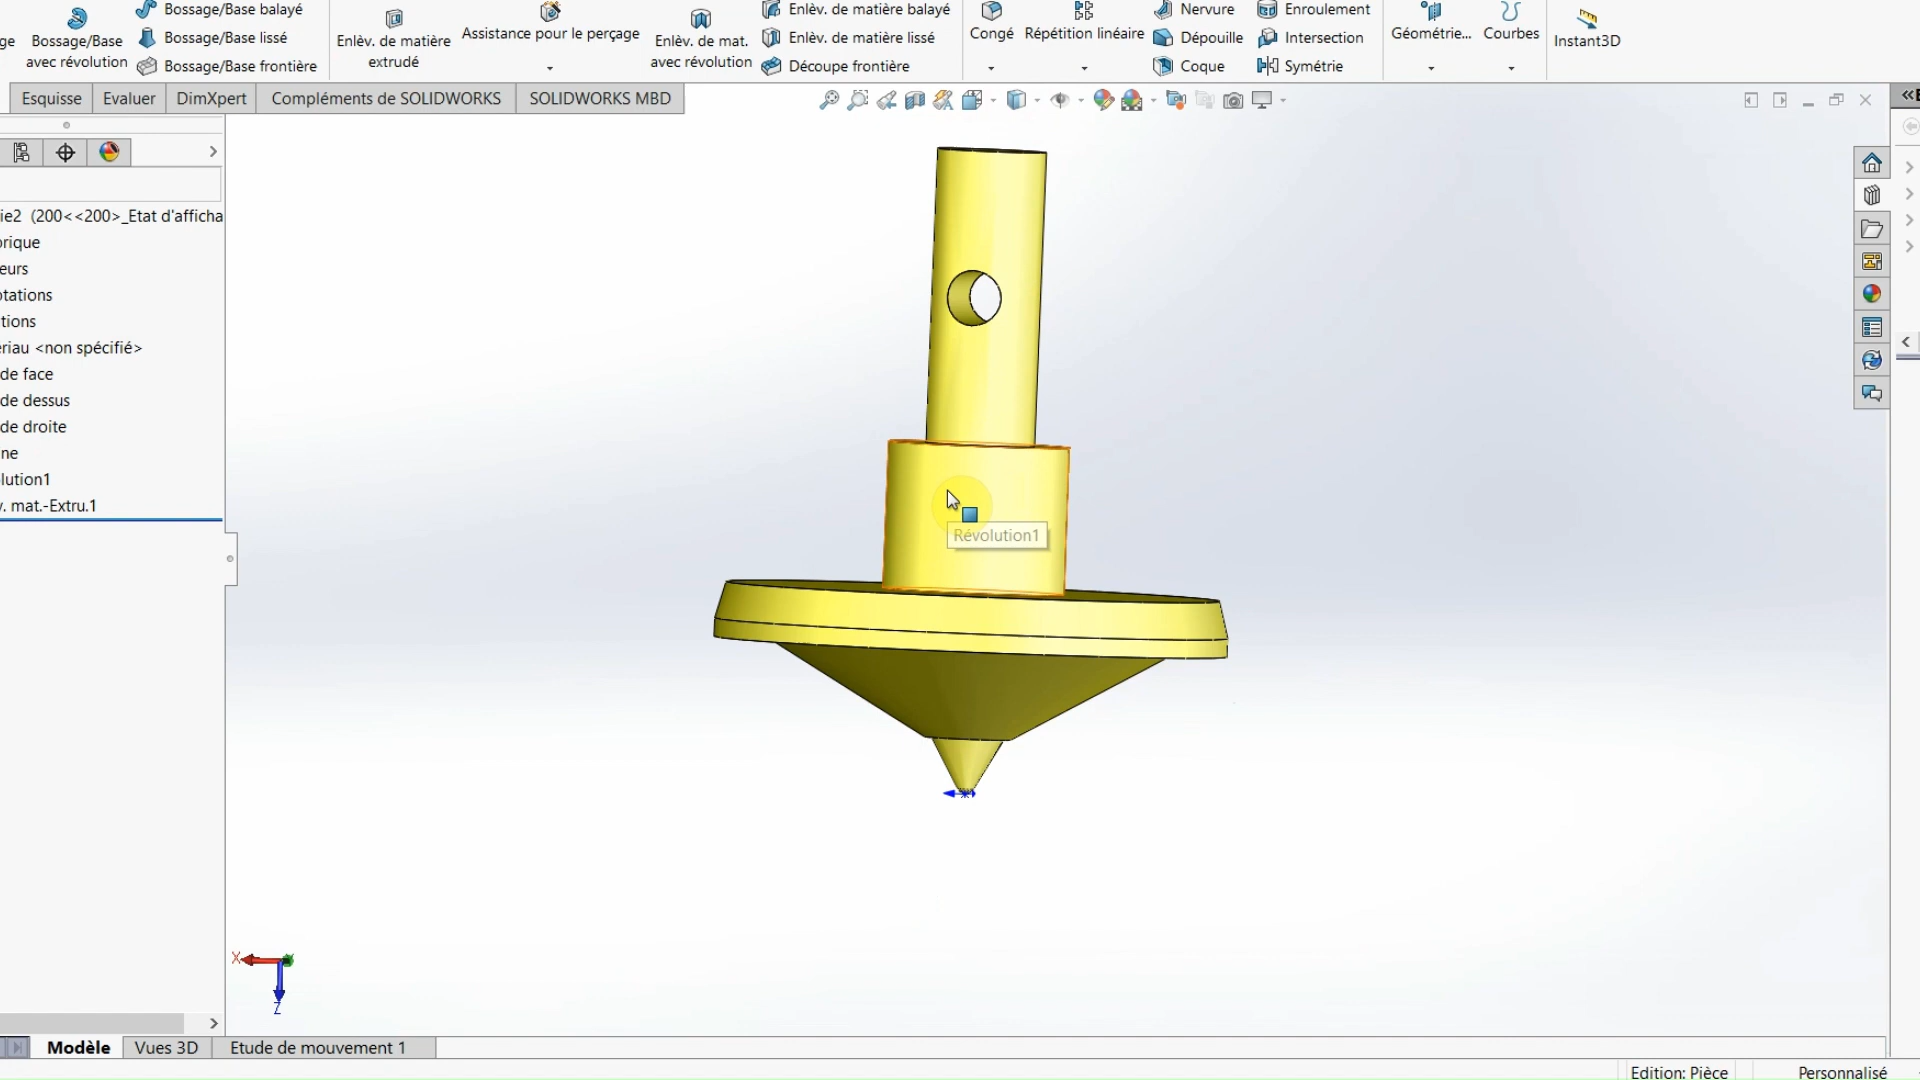 Bossage/Base balayé
Enlèv. de matière balayé
Nervure
Enroulement
ge
Bossage/Base
avec révolution
Bossage/Base lissé
Enlèv. de matière
extrudé
Assistance pour le perçage
Enlèv. de mat.
avec révolution
Enlèv. de matière lissé
Congé
Répétition linéaire
Dépouille
Intersection
Géométrie...
Courbes
Instant3D
Bossage/Base frontière
Découpe frontière
Coque
Symétrie
Esquisse
Evaluer
DimXpert
Compléments de SOLIDWORKS
SOLIDWORKS MBD
ie2 (200<<200>_Etat d'afficha
orique
eurs
otations
tions
ériau <non spécifié>
de face
de dessus
de droite
ne
lution1
v. mat.-Extru.1
Révolution1
X
Z
Modèle
Vues 3D
Etude de mouvement 1
Edition: Pièce
Personnalisé